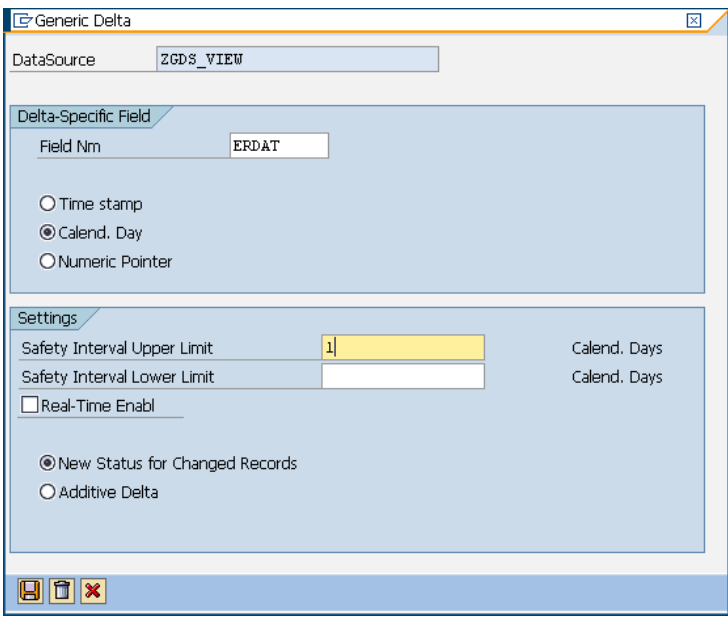 Generic Delta
DataSource ZGDS_VIEW
Delta-Specific Field
Field Nm ERDAT
Time stamp
Calend. Day
Numeric Pointer
Settings
Safety Interval Upper Limit 1 Calend. Days
Safety Interval Lower Limit Calend. Days
Real-Time Enabl
New Status for Changed Records
Additive Delta